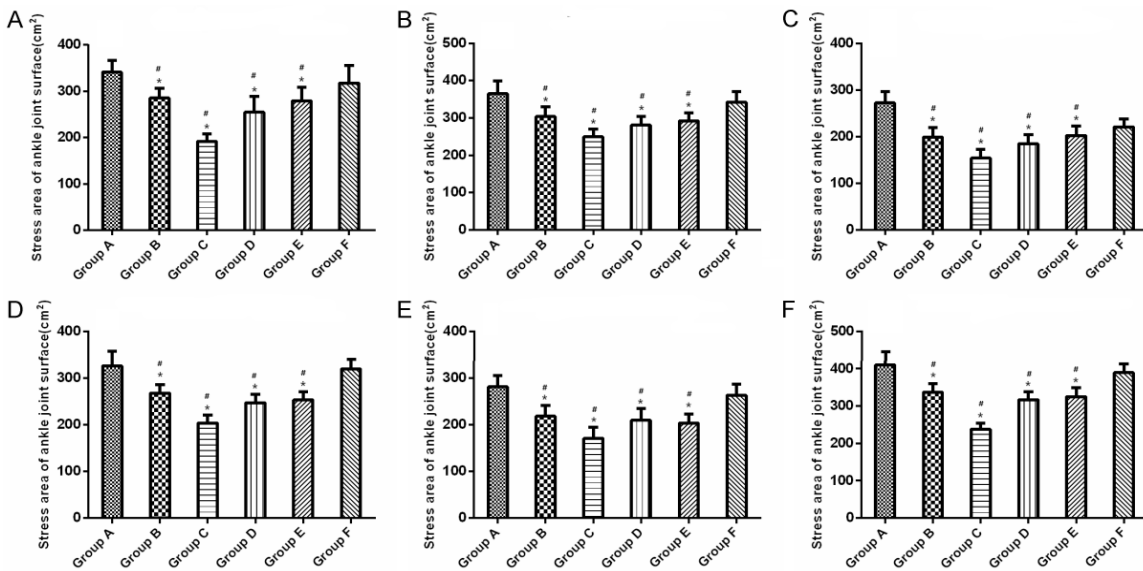 A
Stress area of ankle joint surface(cm²)
400
300
200
100
0
#
*
#
*
#
*
#
*
Group A
Group B
Group C
Group D
Group E
Group F
B
Stress area of ankle joint surface(cm²)
500
400
300
200
100
0
#
*
#
*
#
*
#
*
Group A
Group B
Group C
Group D
Group E
Group F
C
Stress area of ankle joint surface(cm²)
400
300
200
100
0
#
*
#
*
#
*
#
*
Group A
Group B
Group C
Group D
Group E
Group F
D
Stress area of ankle joint surface(cm²)
400
300
200
100
0
#
*
#
*
#
*
#
*
Group A
Group B
Group C
Group D
Group E
Group F
E
Stress area of ankle joint surface(cm²)
400
300
200
100
0
#
*
#
*
#
*
#
*
Group A
Group B
Group C
Group D
Group E
Group F
F
Stress area of ankle joint surface(cm²)
500
400
300
200
100
0
#
*
#
*
#
*
#
*
Group A
Group B
Group C
Group D
Group E
Group F